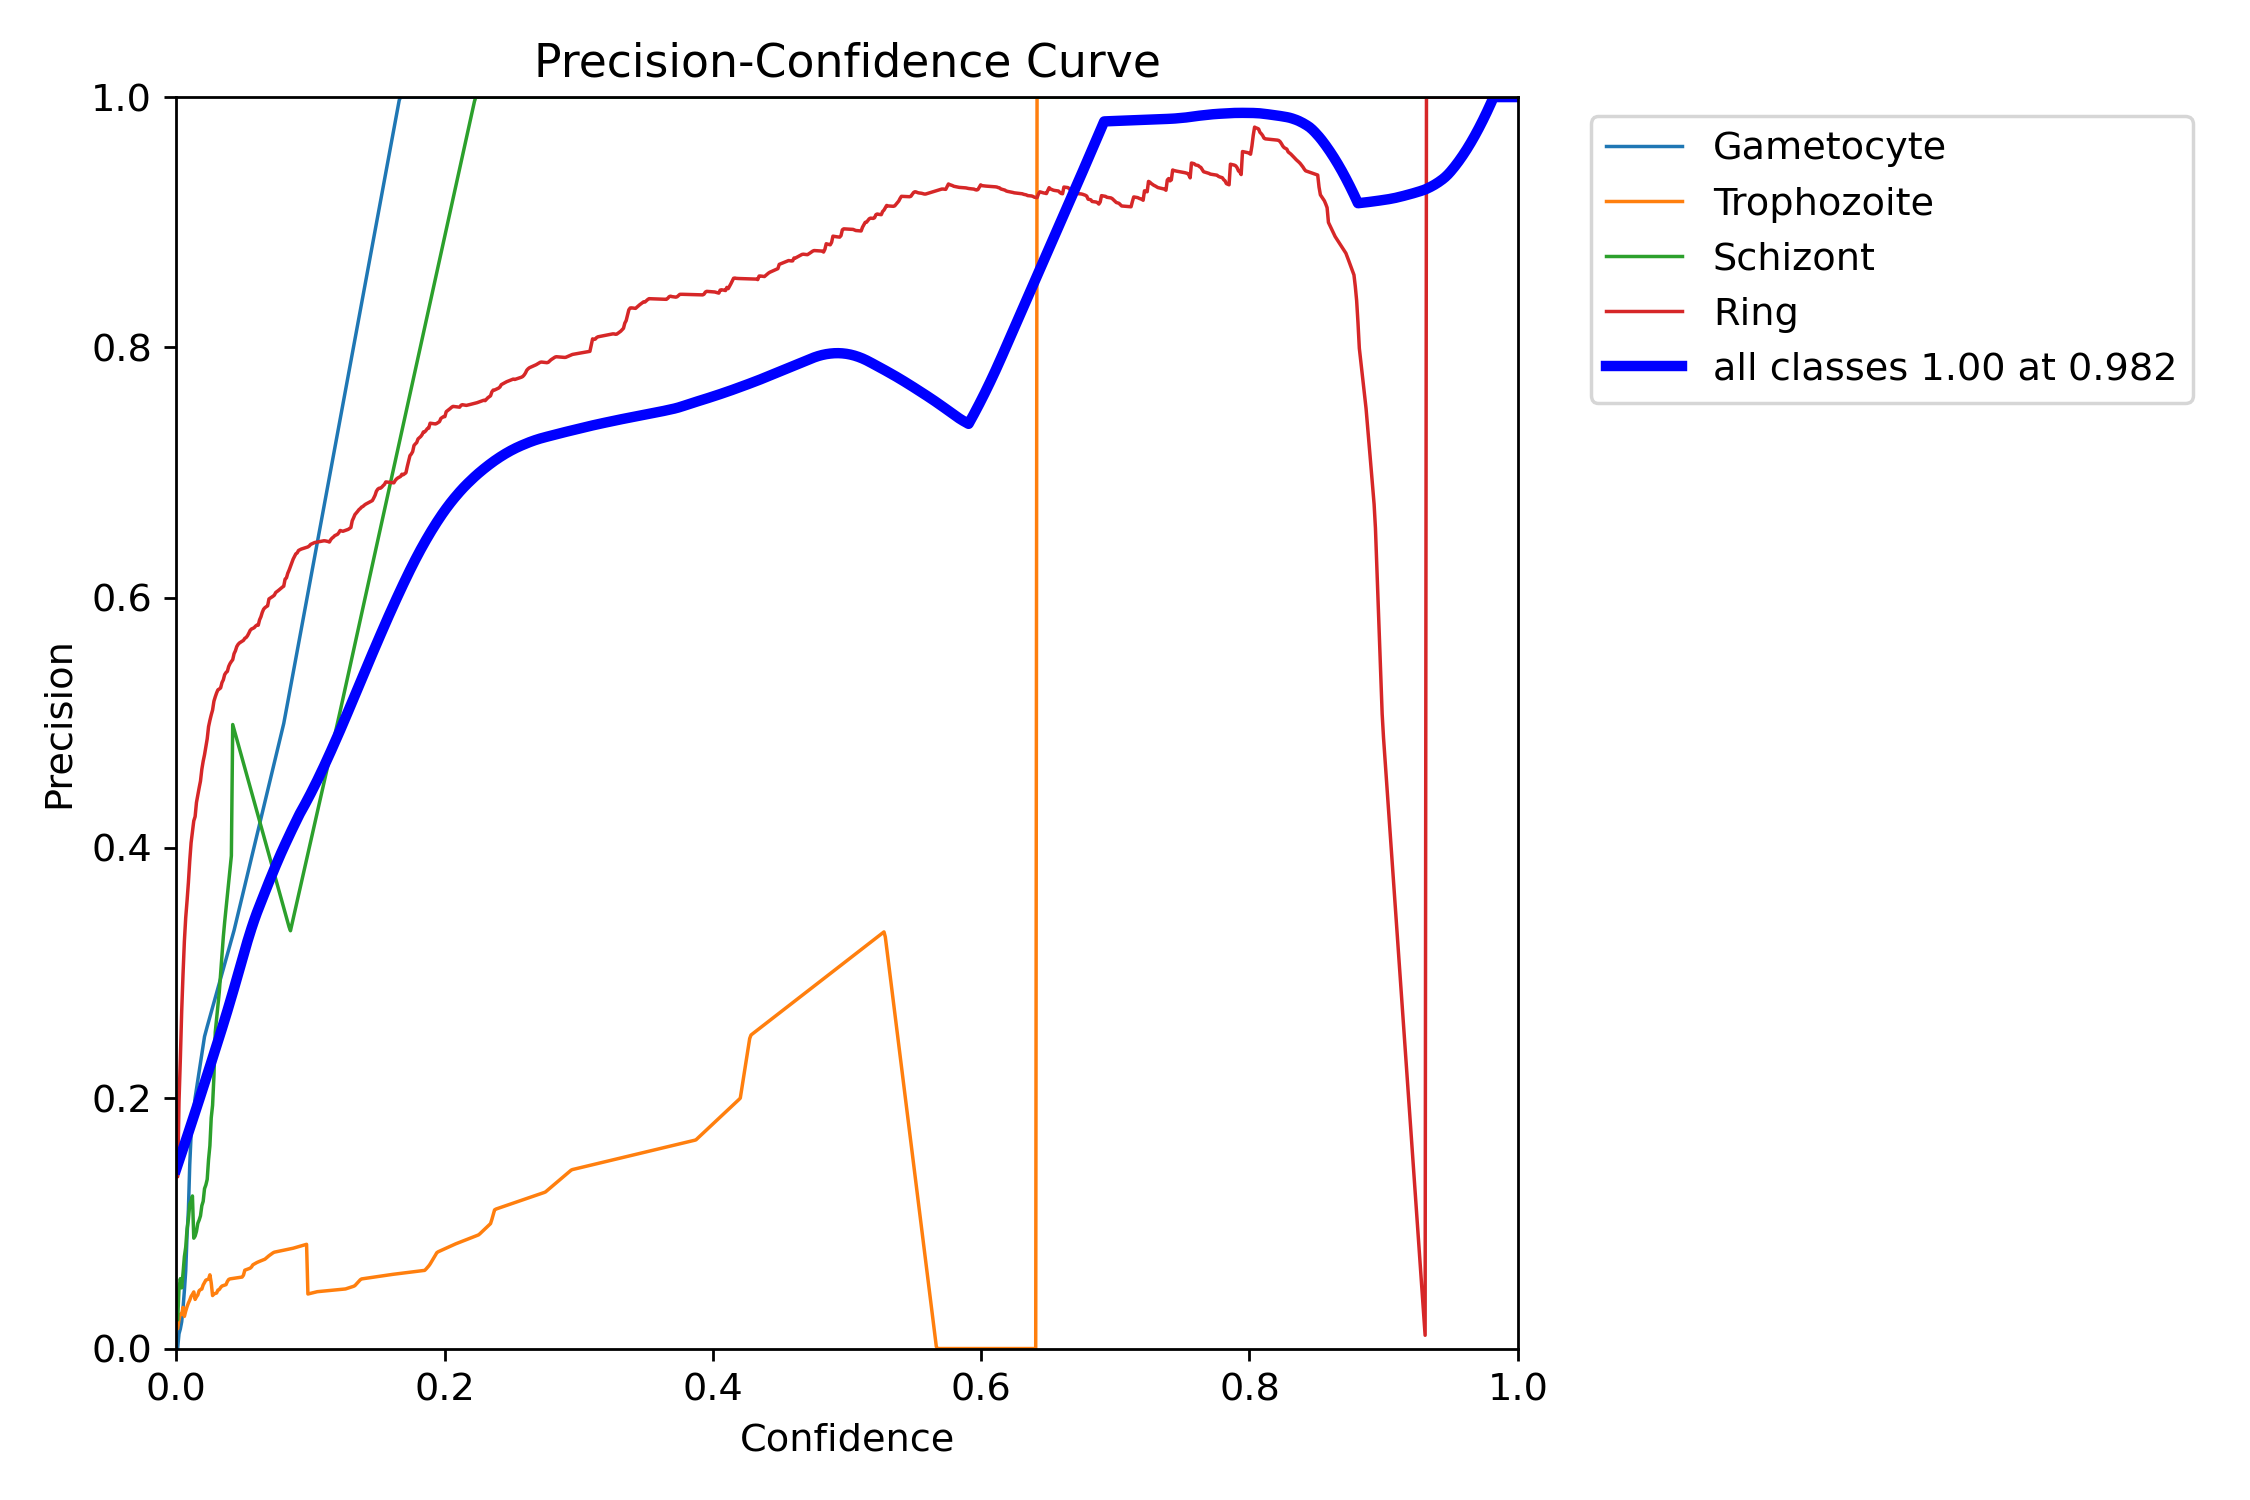 Precision-Confidence Curve
1.0
0.8
0.6
0.4
0.2
0.0
Precision
0.0 0.2 0.4 0.6 0.8 1.0
Confidence
Gametocyte
Trophozoite
Schizont
Ring
all classes 1.00 at 0.982